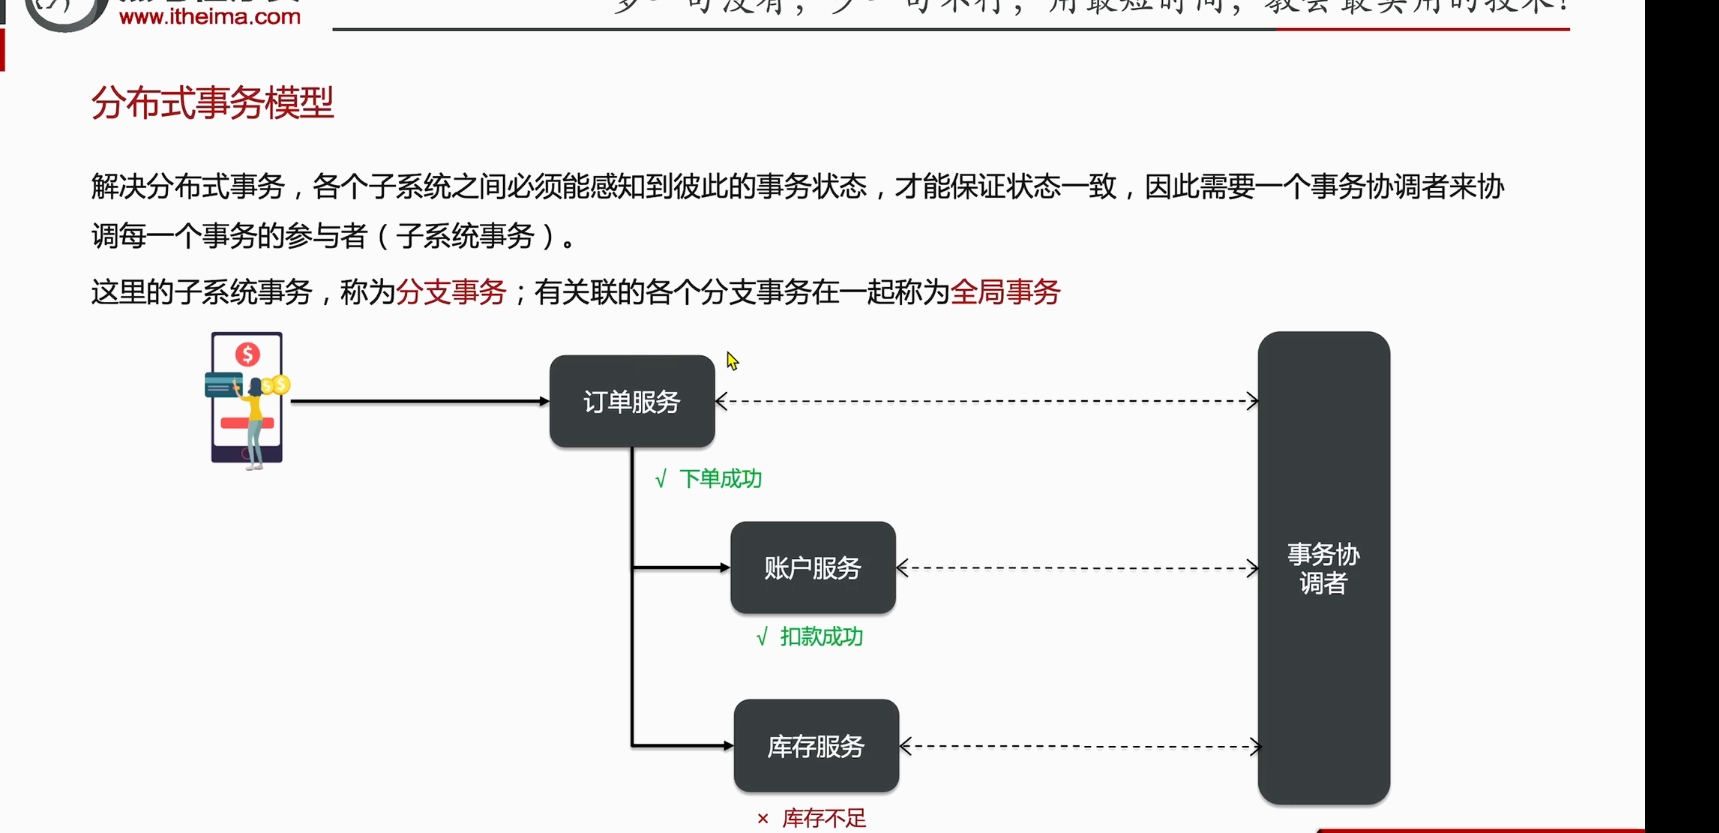 www.itheima.com
分布式事务模型
解决分布式事务，各个子系统之间必须能感知到彼此的事务状态，才能保证状态一致，因此需要一个事务协调者来协
调每一个事务的参与者（子系统事务）。
这里的子系统事务，称为分支事务；有关联的各个分支事务在一起称为全局事务
订单服务
√ 下单成功
账户服务
√ 扣款成功
事务协
调者
库存服务
× 库存不足